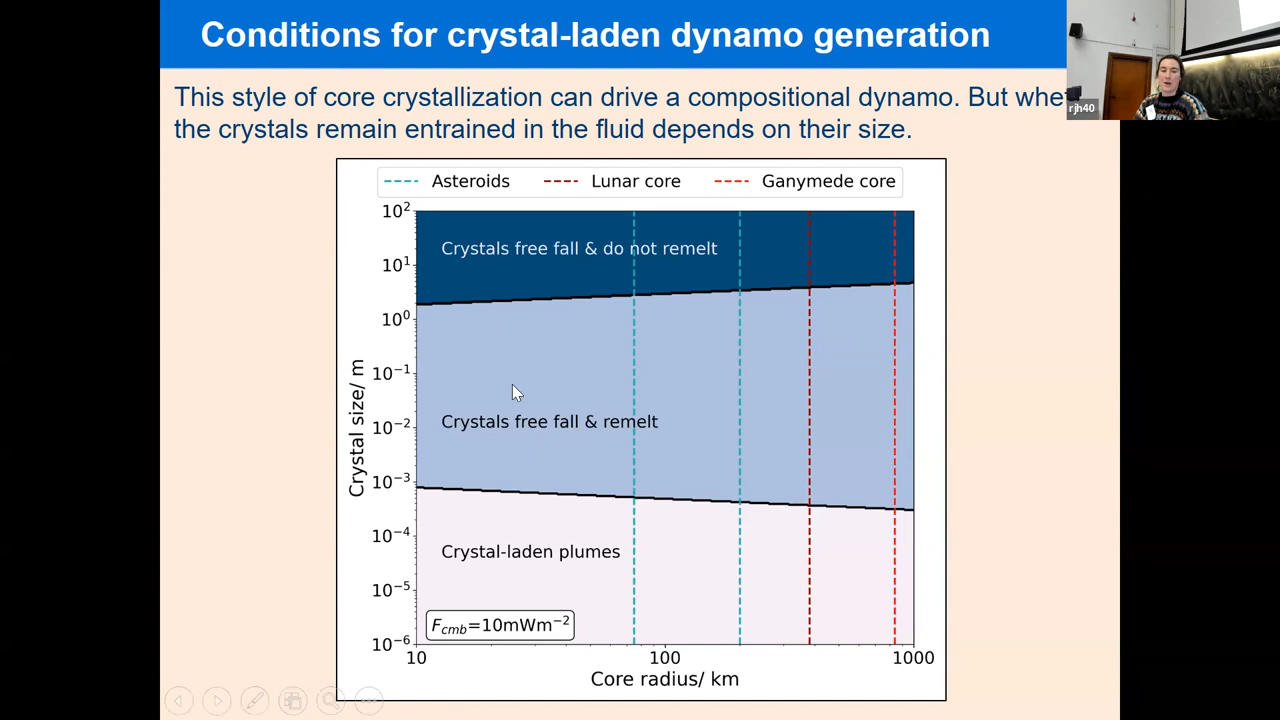 Conditions for crystal-laden dynamo generation
This style of core crystallization can drive a compositional dynamo. But
the crystals remain entrained in the fluid depends on their size.
rjh40
Asteroids Lunar core Ganymede core
10²
10¹
10⁰
10⁻¹
10⁻²
10⁻³
10⁻⁴
10⁻⁵
10⁻⁶
Crystal size/ m
Crystals free fall & do not remelt
Crystals free fall & remelt
Crystal-laden plumes
F_cmb=10mWm⁻²
10 100 1000
Core radius/ km